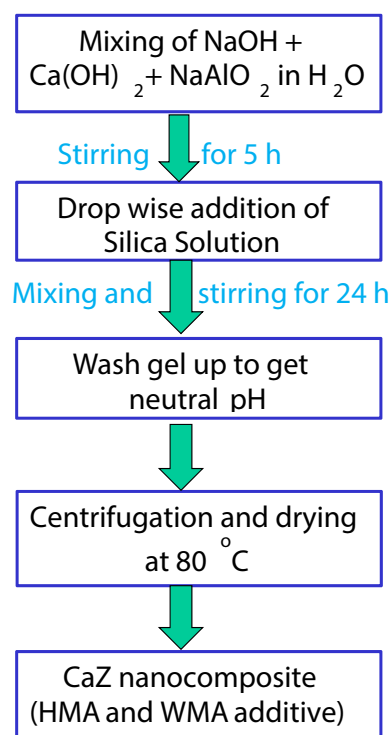 Mixing of NaOH +
Ca(OH) ₂+ NaAlO ₂ in H ₂O
Stirring for 5 h
Drop wise addition of
Silica Solution
Mixing and stirring for 24 h
Wash gel up to get
neutral pH
Centrifugation and drying
at 80 °C
CaZ nanocomposite
(HMA and WMA additive)